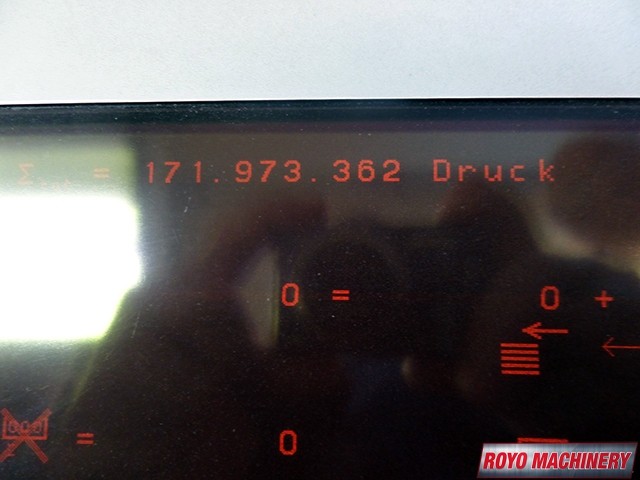 Σ = 171.973.362 Druck
0 = 0 +
= 0
ROYO MACHINERY